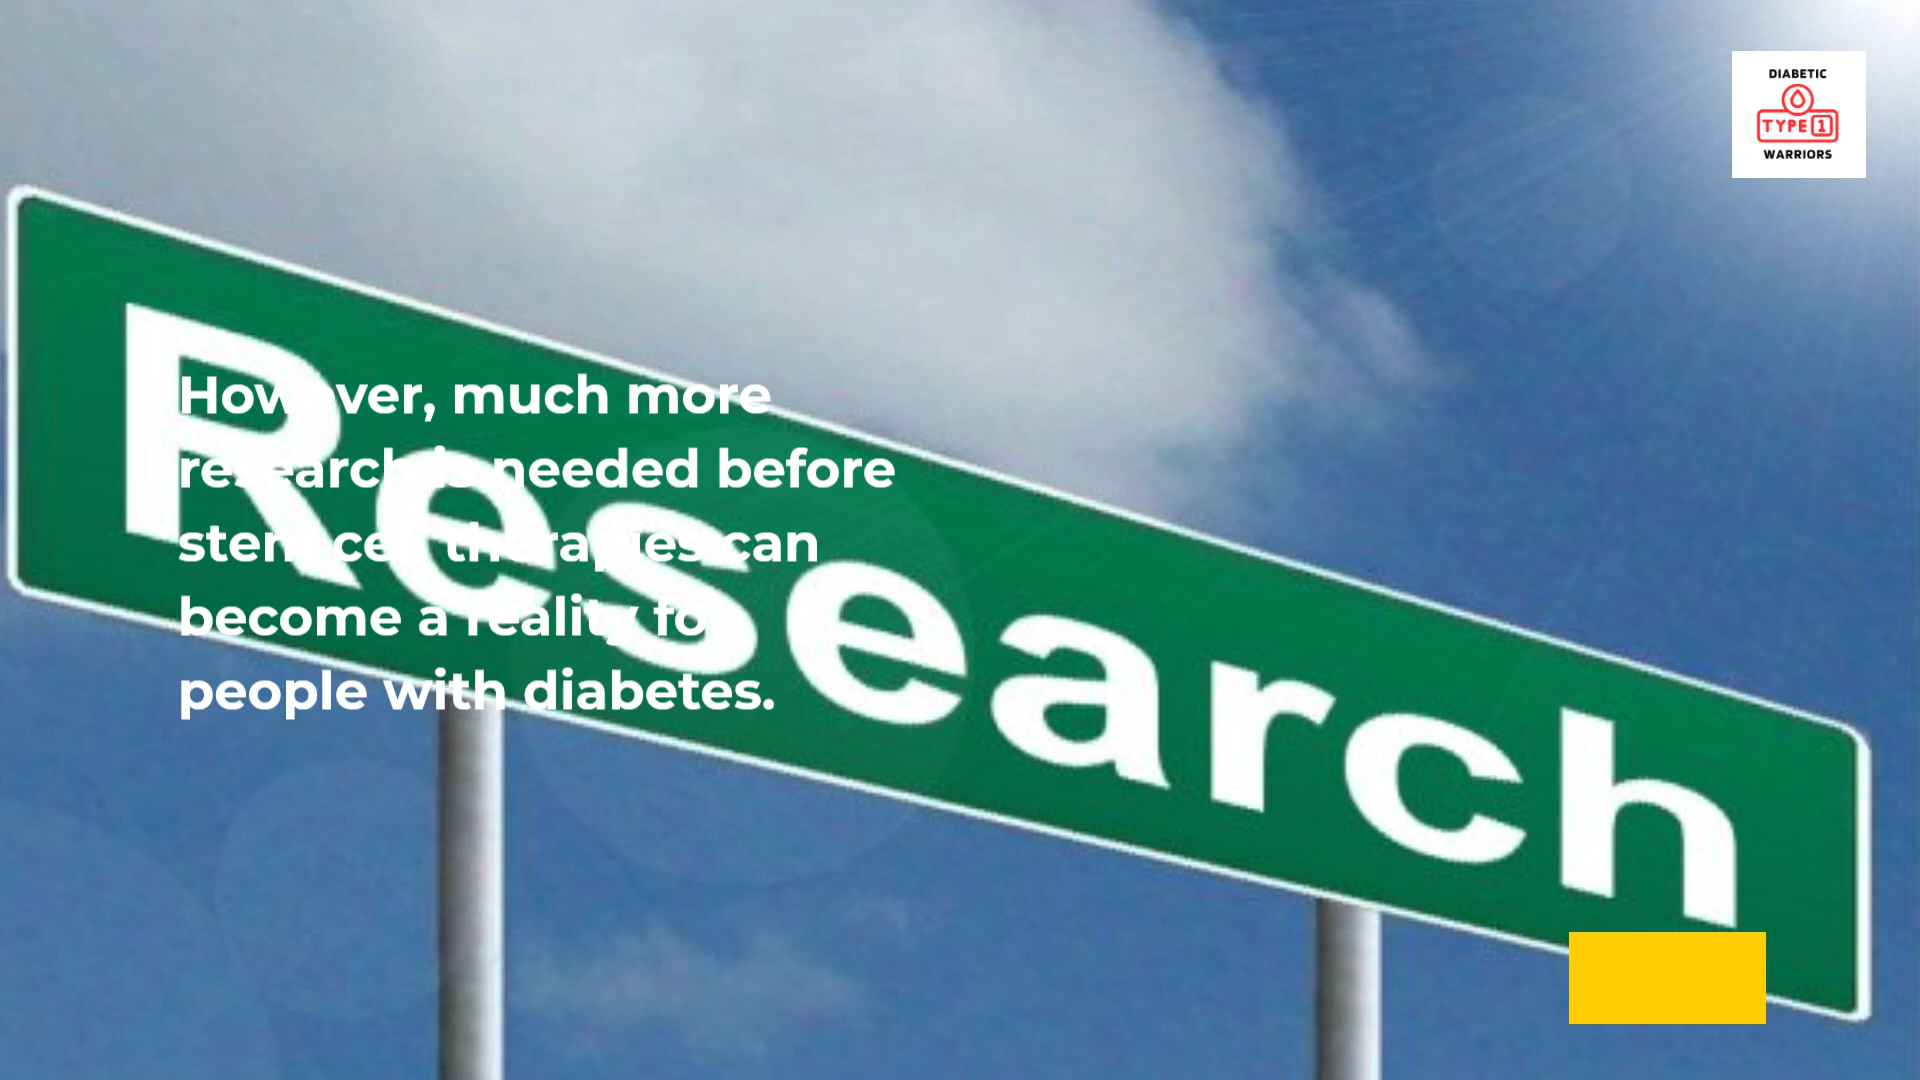 DIABETIC
TYPE 1
WARRIORS
Research
However, much more
research is needed before
stem cell therapies can
become a reality for
people with diabetes.